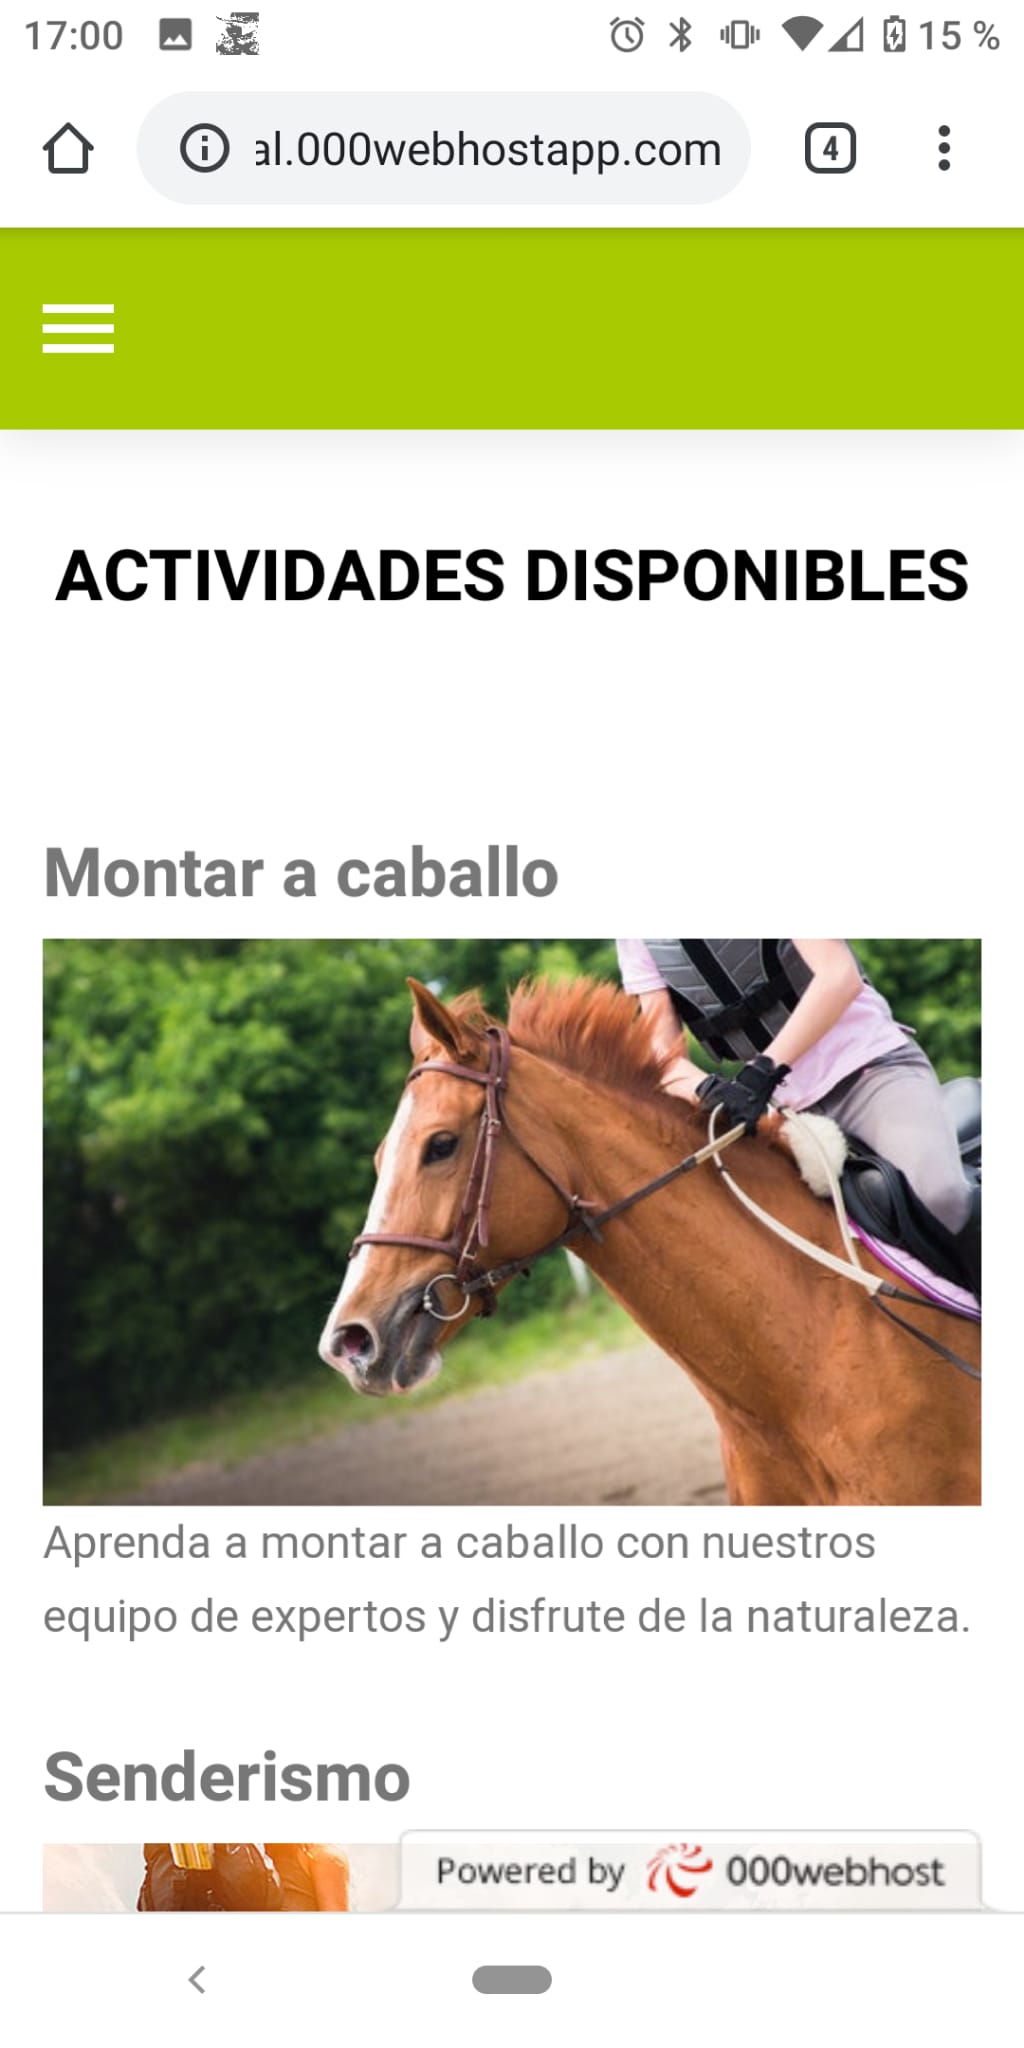 17:00
15 %
al.000webhostapp.com
4
ACTIVIDADES DISPONIBLES
Montar a caballo
Aprenda a montar a caballo con nuestros
equipo de expertos y disfrute de la naturaleza.
Senderismo
Powered by 000webhost